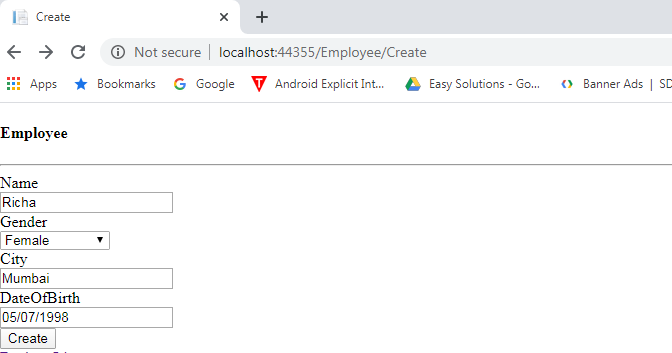 Create
Not secure | localhost:44355/Employee/Create
Apps Bookmarks Google Android Explicit Int... Easy Solutions - Go... Banner Ads | SD
Employee
Name
Richa
Gender
Female
City
Mumbai
DateOfBirth
05/07/1998
Create